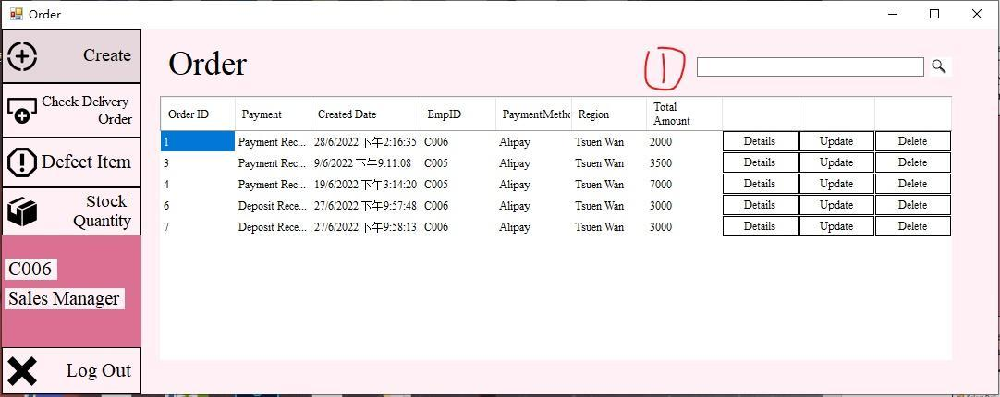 Order
Create
Order
1
Check Delivery
Order
Order ID Payment Created Date EmpID PaymentMetho Region Total
Amount
1 Payment Rec... 28/6/2022 下午2:16:35 C006 Alipay Tsuen Wan 2000 Details Update Delete
Defect Item
3 Payment Rec... 9/6/2022 下午9:11:08 C005 Alipay Tsuen Wan 3500 Details Update Delete
4 Payment Rec... 19/6/2022 下午3:14:20 C005 Alipay Tsuen Wan 7000 Details Update Delete
Stock
Quantity
6 Deposit Rece... 27/6/2022 下午9:57:48 C006 Alipay Tsuen Wan 3000 Details Update Delete
7 Deposit Rece... 27/6/2022 下午9:58:13 C006 Alipay Tsuen Wan 3000 Details Update Delete
C006
Sales Manager
Log Out